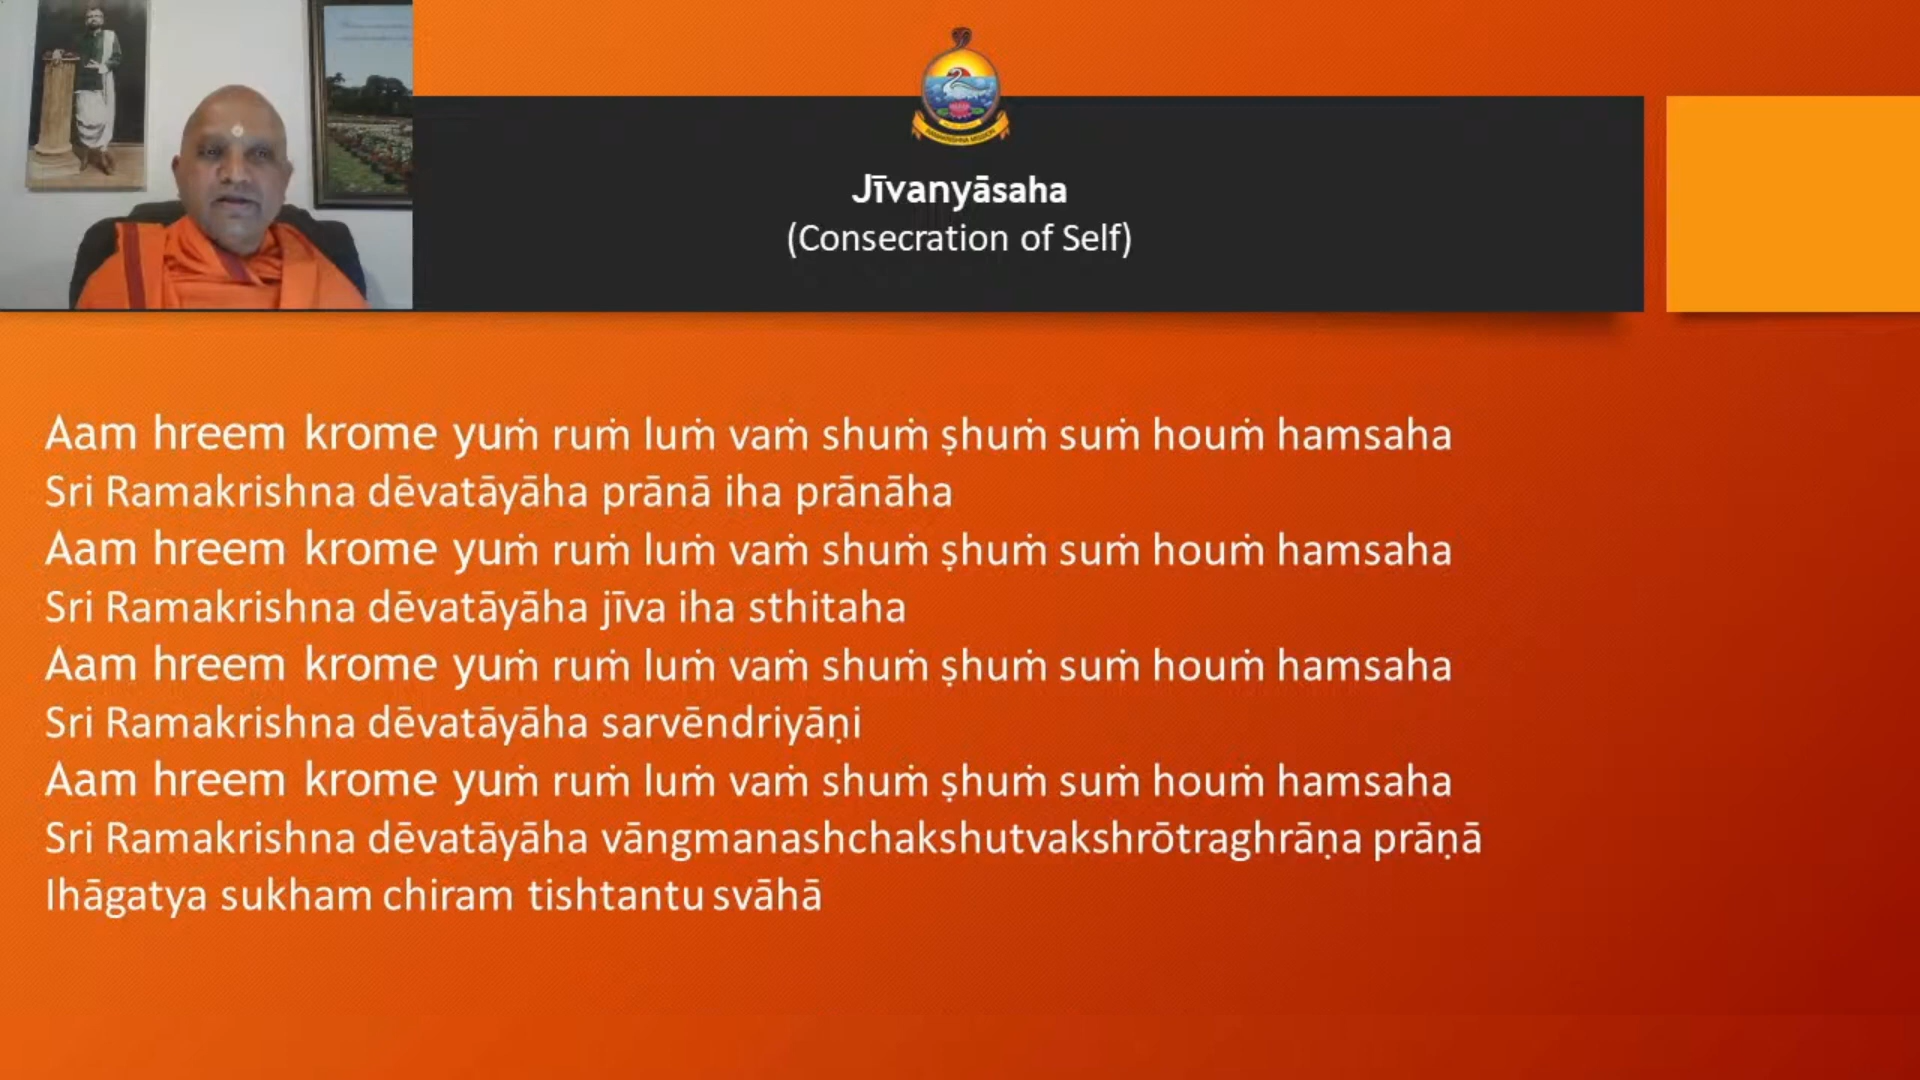 RAMAKRISHNA MISSION
Jīvanyāsaha
(Consecration of Self)
Aam hreem krome yuṁ ruṁ luṁ vaṁ shuṁ ṣhuṁ suṁ houṁ hamsaha
Sri Ramakrishna dēvatāyāha prānā iha prānāha
Aam hreem krome yuṁ ruṁ luṁ vaṁ shuṁ ṣhuṁ suṁ houṁ hamsaha
Sri Ramakrishna dēvatāyāha jīva iha sthitaha
Aam hreem krome yuṁ ruṁ luṁ vaṁ shuṁ ṣhuṁ suṁ houṁ hamsaha
Sri Ramakrishna dēvatāyāha sarvēndriyāṇi
Aam hreem krome yuṁ ruṁ luṁ vaṁ shuṁ ṣhuṁ suṁ houṁ hamsaha
Sri Ramakrishna dēvatāyāha vāngmanashchakshutvakshrōtraghrāṇa prāṇā
Ihāgatya sukham chiram tishtantu svāhā